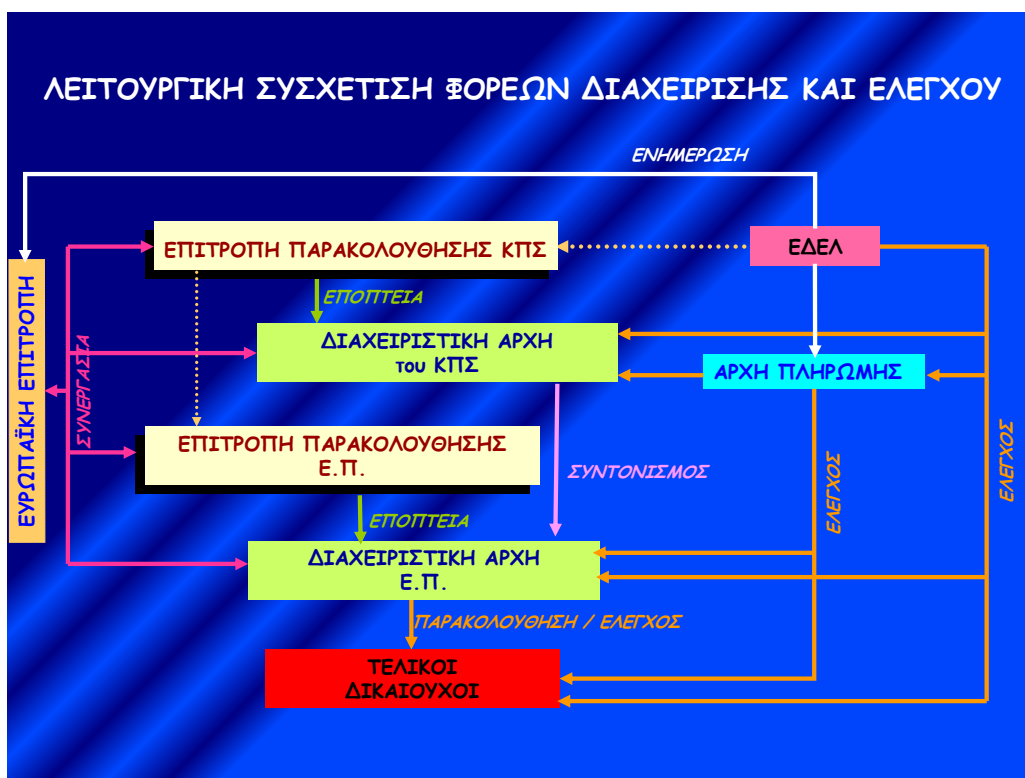 ΛΕΙΤΟΥΡΓΙΚΗ ΣΥΣΧΕΤΙΣΗ ΦΟΡΕΩΝ ΔΙΑΧΕΙΡΙΣΗΣ ΚΑΙ ΕΛΕΓΧΟΥ
ΕΝΗΜΕΡΩΣΗ
ΕΠΙΤΡΟΠΗ ΠΑΡΑΚΟΛΟΥΘΗΣΗΣ ΚΠΣ
ΕΔΕΛ
ΕΥΡΩΠΑΪΚΗ ΕΠΙΤΡΟΠΗ
ΣΥΝΕΡΓΑΣΙΑ
ΕΠΟΠΤΕΙΑ
ΔΙΑΧΕΙΡΙΣΤΙΚΗ ΑΡΧΗ
του ΚΠΣ
ΑΡΧΗ ΠΛΗΡΩΜΗΣ
ΕΠΙΤΡΟΠΗ ΠΑΡΑΚΟΛΟΥΘΗΣΗΣ
Ε.Π.
ΣΥΝΤΟΝΙΣΜΟΣ
ΕΛΕΓΧΟΣ
ΕΛΕΓΧΟΣ
ΕΠΟΠΤΕΙΑ
ΔΙΑΧΕΙΡΙΣΤΙΚΗ ΑΡΧΗ
Ε.Π.
ΠΑΡΑΚΟΛΟΥΘΗΣΗ / ΕΛΕΓΧΟΣ
ΤΕΛΙΚΟΙ
ΔΙΚΑΙΟΥΧΟΙ